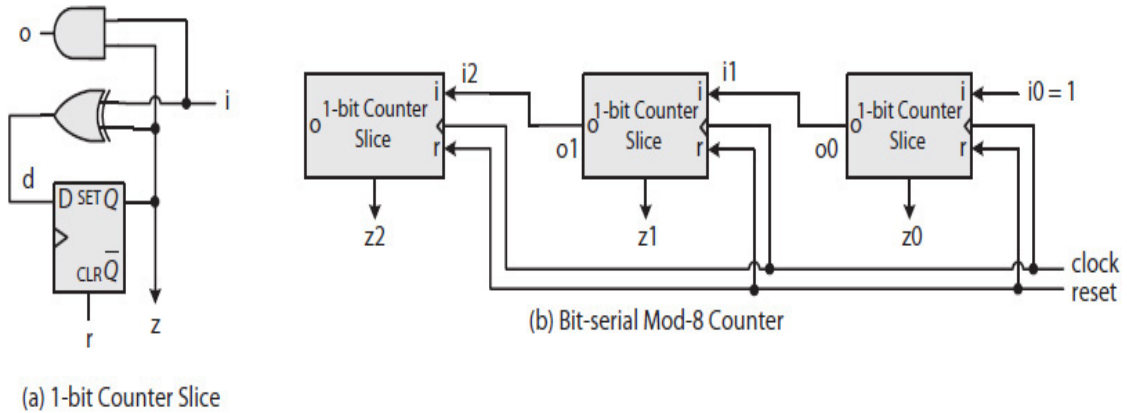 o
i
d
D SET Q
CLR Q̅
r
z
(a) 1-bit Counter Slice
i2
i1
i
i
i0 = 1
1-bit Counter Slice
o
1-bit Counter Slice
o
1-bit Counter Slice
o
r
r
r
o1
o0
z2
z1
z0
clock
reset
(b) Bit-serial Mod-8 Counter